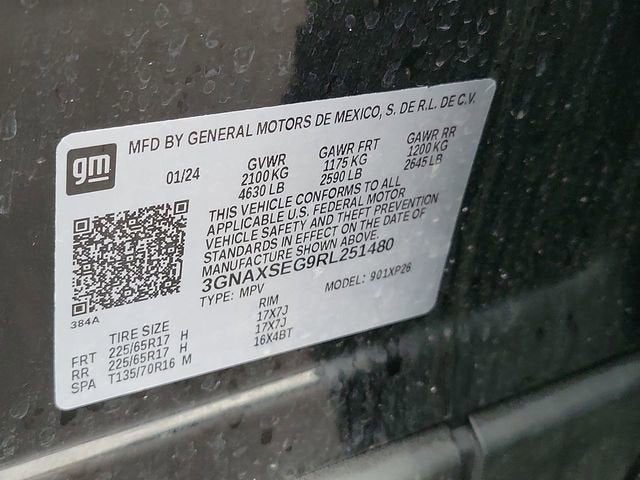 gm
MFD BY GENERAL MOTORS DE MEXICO, S. DE R.L. DE C.V.
01/24 GVWR GAWR FRT GAWR RR
2100 KG 1175 KG 1200 KG
4630 LB 2590 LB 2645 LB
THIS VEHICLE CONFORMS TO ALL
APPLICABLE U.S. FEDERAL MOTOR
VEHICLE SAFETY AND THEFT PREVENTION
STANDARDS IN EFFECT ON THE DATE OF
MANUFACTURE SHOWN ABOVE.
3GNAXSEG9RL251480
TYPE: MPV MODEL: 901XP26
384A
TIRE SIZE RIM
FRT 225/65R17 H 17X7J
RR 225/65R17 H 17X7J
SPA T135/70R16 M 16X4BT